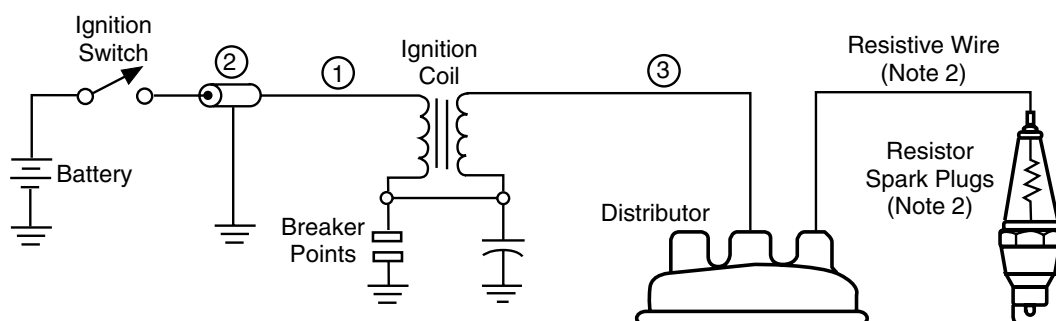 Ignition
Switch
2
1
Ignition
Coil
3
Resistive Wire
(Note 2)
Battery
Resistor
Spark Plugs
(Note 2)
Breaker
Points
Distributor